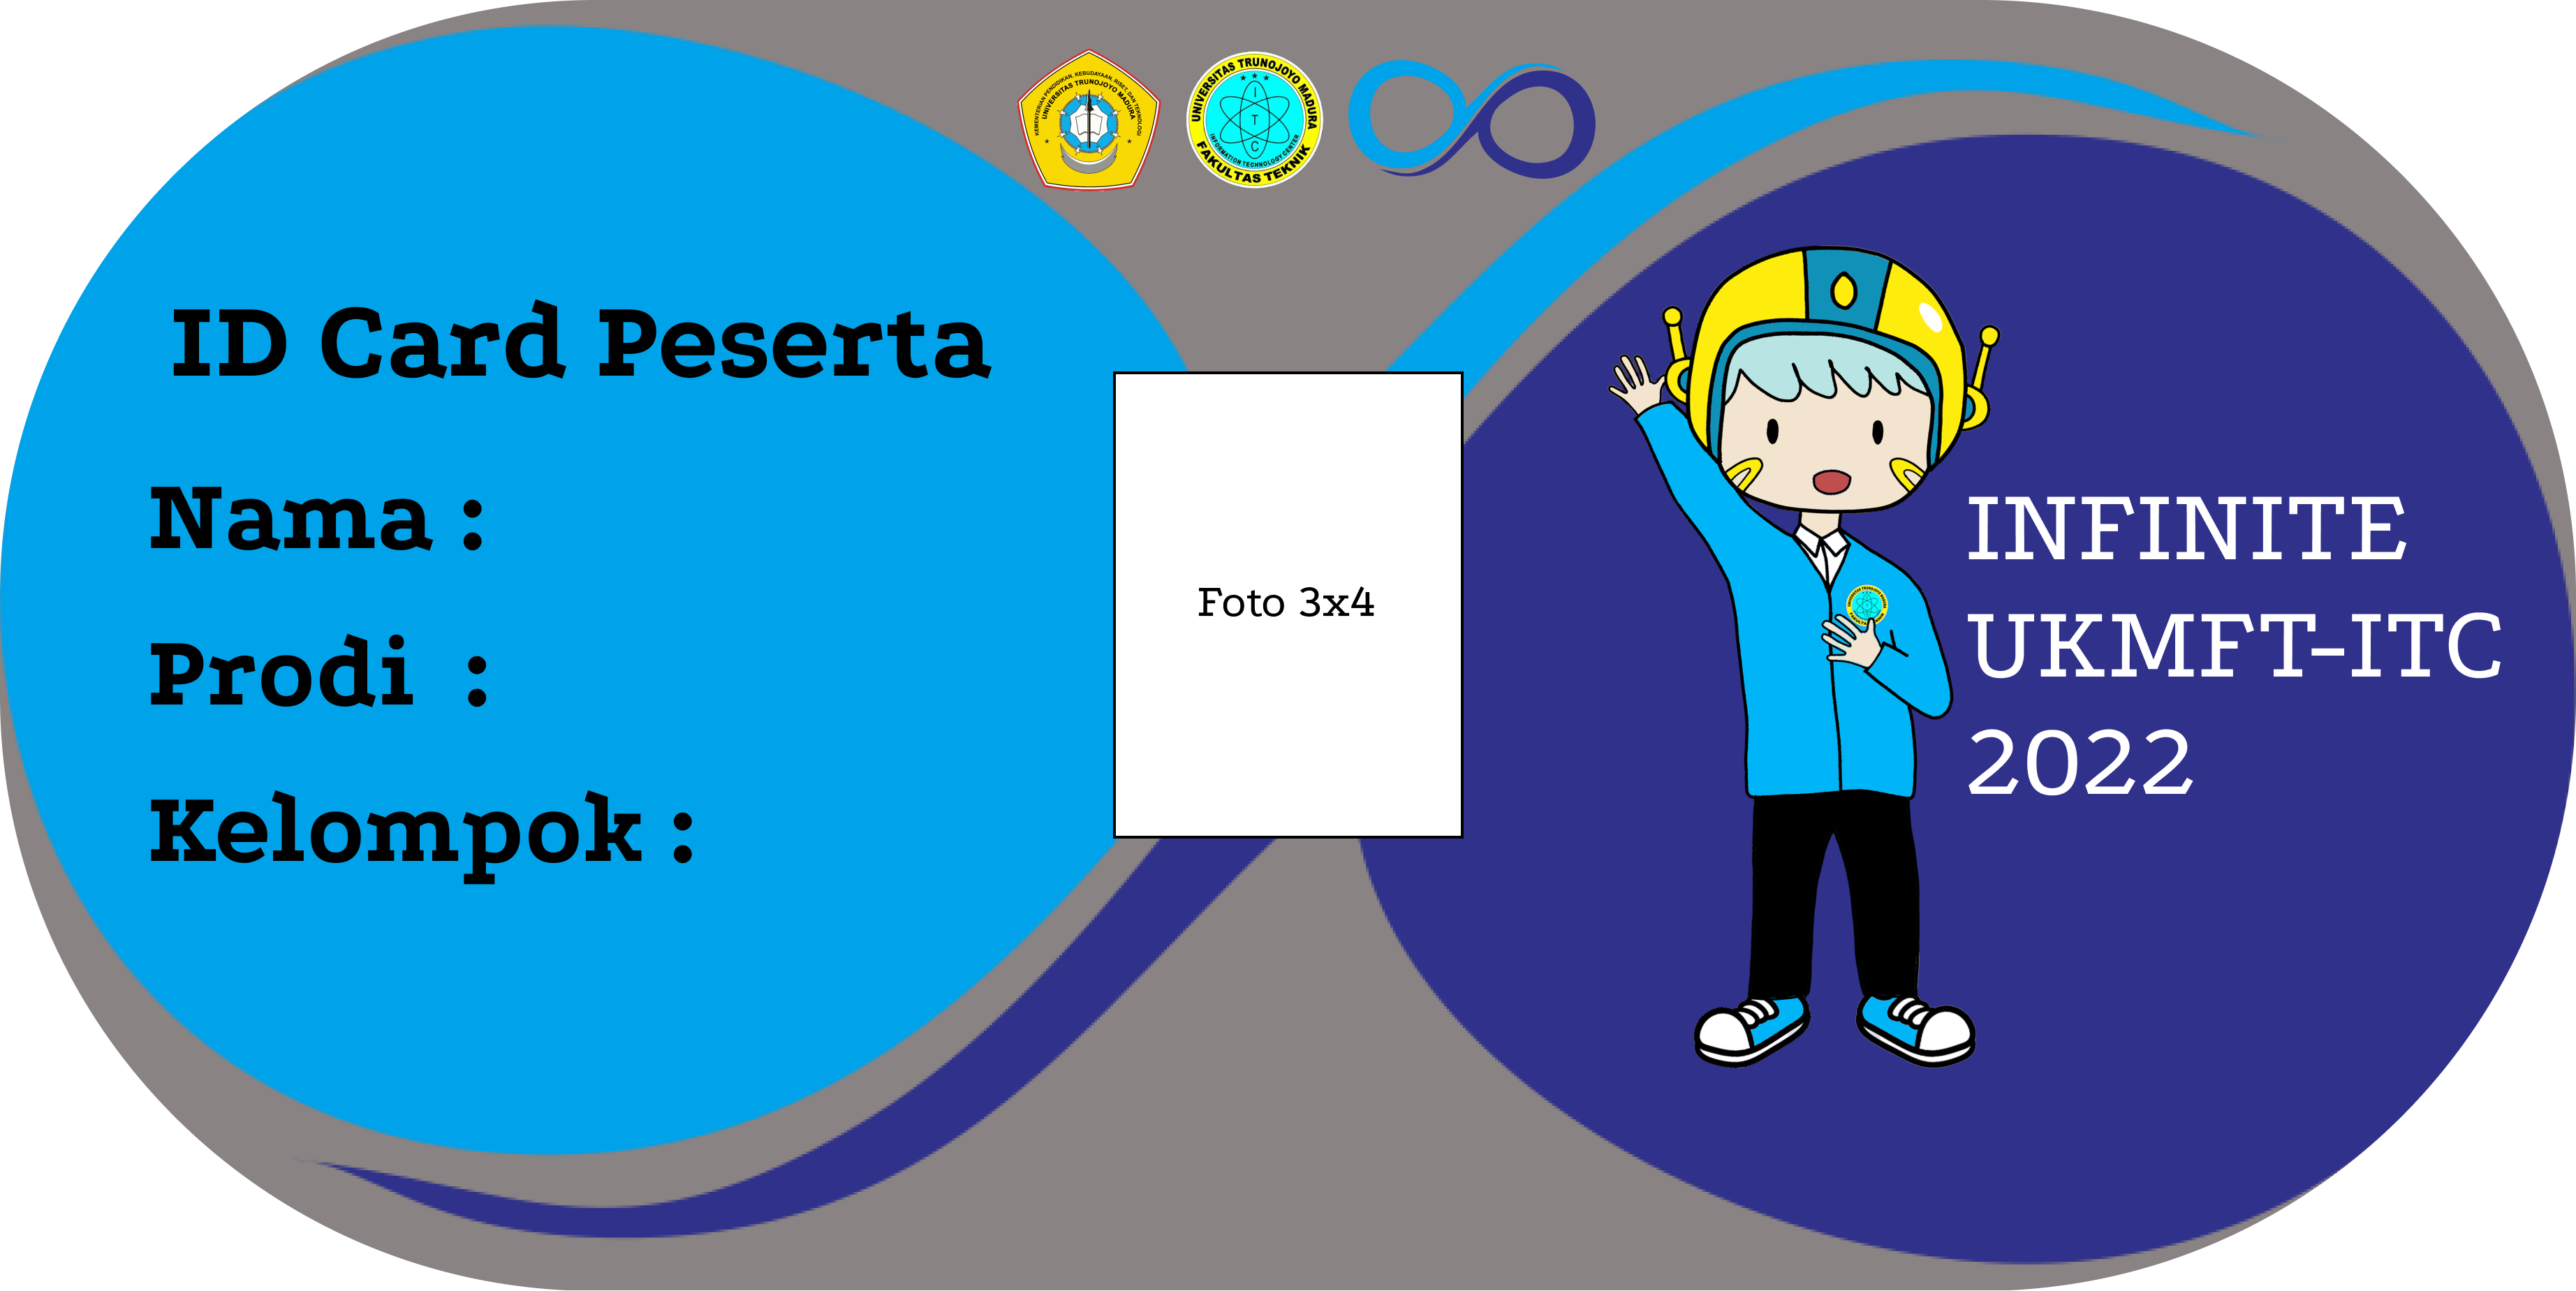 KEMENTERIAN PENDIDIKAN, KEBUDAYAAN, RISET, DAN TEKNOLOGI
UNIVERSITAS TRUNOJOYO MADURA
UNIVERSITAS TRUNOJOYO MADURA
I
T
C
INFORMATION TECHNOLOGY CENTER
FAKULTAS TEKNIK
ID Card Peserta
Nama :
Prodi :
Kelompok :
Foto 3x4
INFINITE
UKMFT-ITC
2022